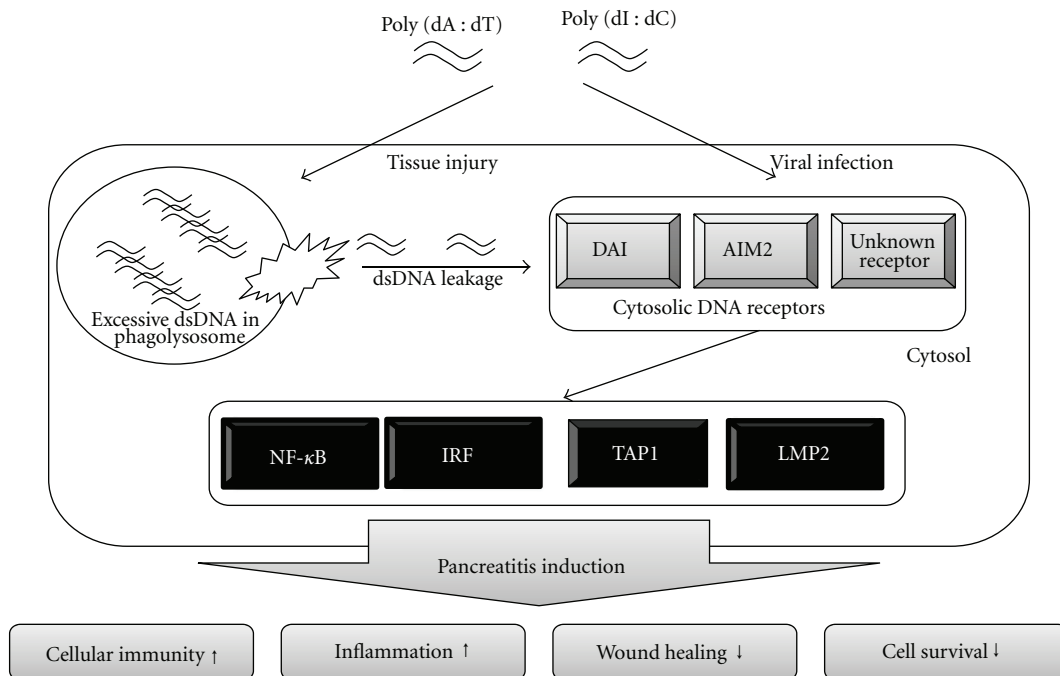 Poly (dA : dT)
Poly (dI : dC)
Tissue injury
Viral infection
DAI
AIM2
Unknown
receptor
dsDNA leakage
Cytosolic DNA receptors
Excessive dsDNA in
phagolysosome
Cytosol
NF-κB
IRF
TAP1
LMP2
Pancreatitis induction
Cellular immunity ↑
Inflammation ↑
Wound healing ↓
Cell survival ↓